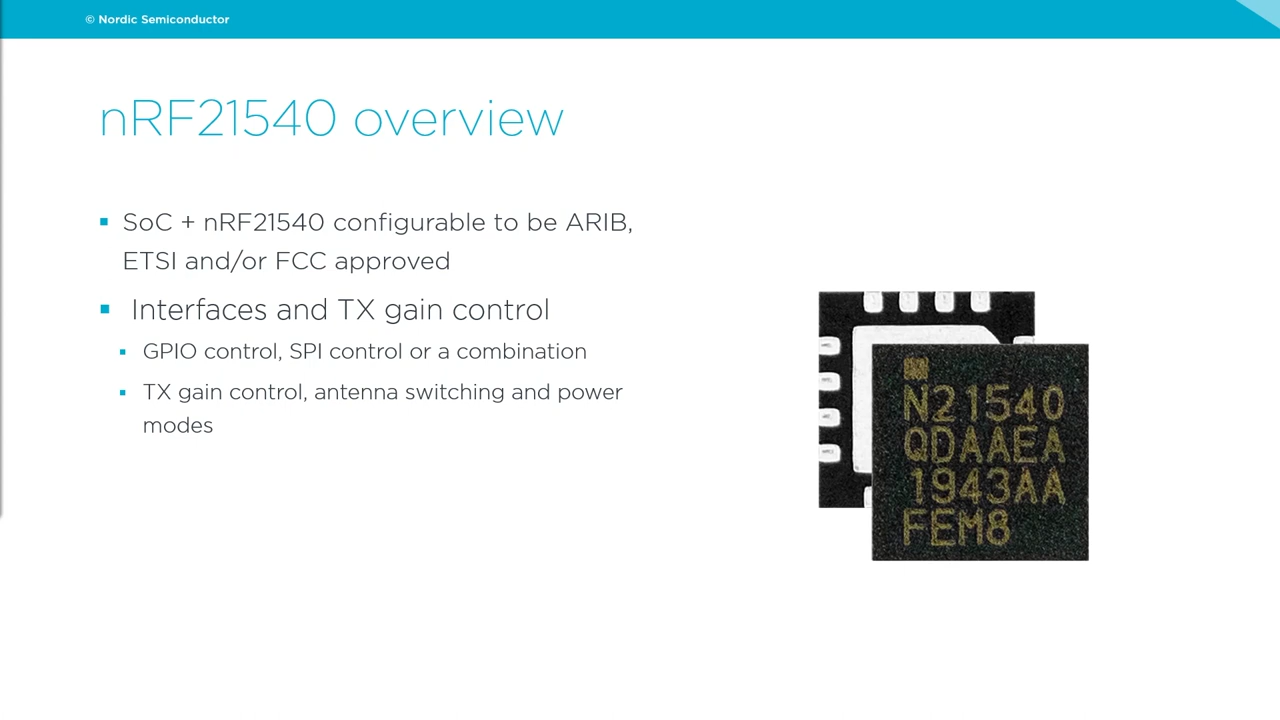 © Nordic Semiconductor
nRF21540 overview
▪ SoC + nRF21540 configurable to be ARIB,
ETSI and/or FCC approved
▪ Interfaces and TX gain control
▪ GPIO control, SPI control or a combination
▪ TX gain control, antenna switching and power
modes
N21540
QDAAEA
1943AA
FEM8